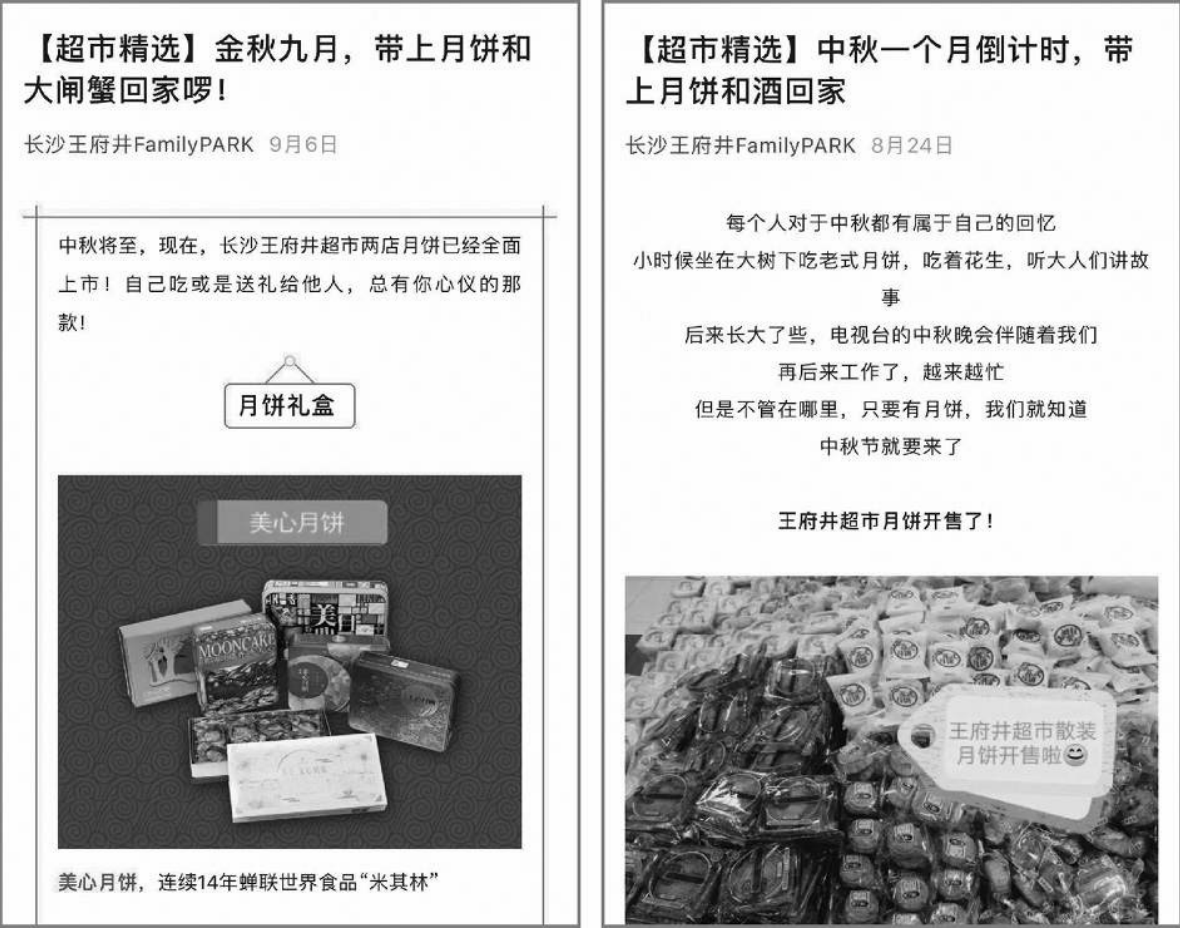 【超市精选】金秋九月，带上月饼和
大闸蟹回家啰！
长沙王府井FamilyPARK 9月6日
中秋将至，现在，长沙王府井超市两店月饼已经全面
上市！自己吃或是送礼给他人，总有你心仪的那
款！
月饼礼盒
美心月饼
美
MOONCAKE
美心月饼，连续14年蝉联世界食品“米其林”
【超市精选】中秋一个月倒计时，带
上月饼和酒回家
长沙王府井FamilyPARK 8月24日
每个人对于中秋都有属于自己的回忆
小时候坐在大树下吃老式月饼，吃着花生，听大人们讲故
事
后来长大了些，电视台的中秋晚会伴随着我们
再后来工作了，越来越忙
但是不管在哪里，只要有月饼，我们就知道
中秋节就要来了
王府井超市月饼开售了！
王府井超市散装
月饼开售啦😄